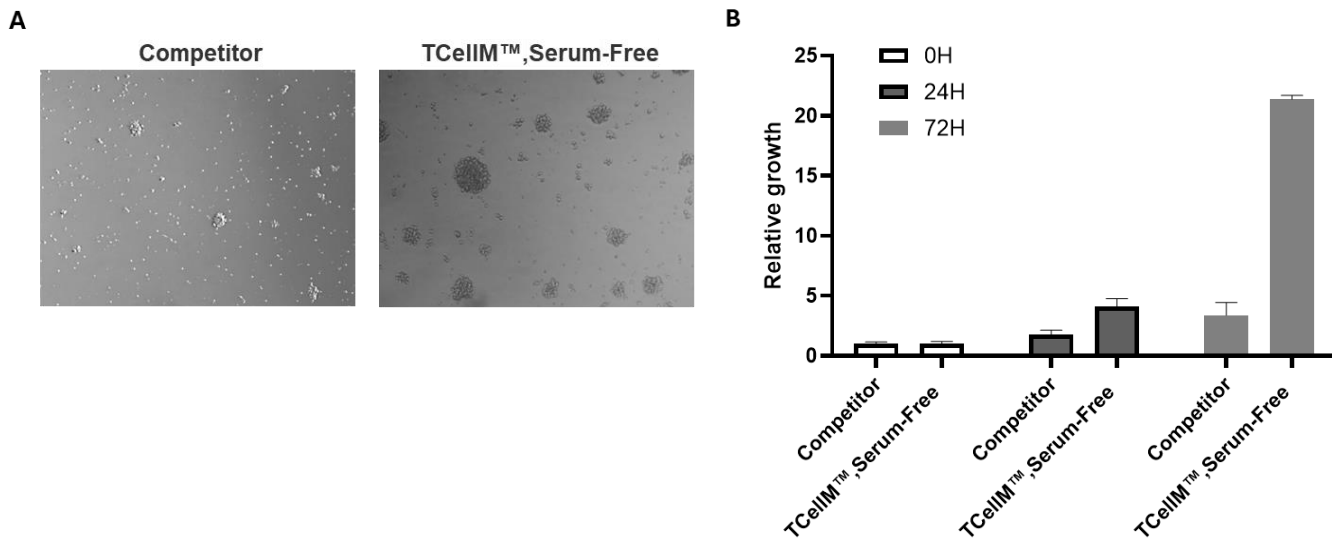 A
Competitor
TCellM™,Serum-Free
B
Relative growth
25
20
15
10
5
0
0H
24H
72H
Competitor
TCellM™,Serum-Free
Competitor
TCellM™,Serum-Free
Competitor
TCellM™,Serum-Free